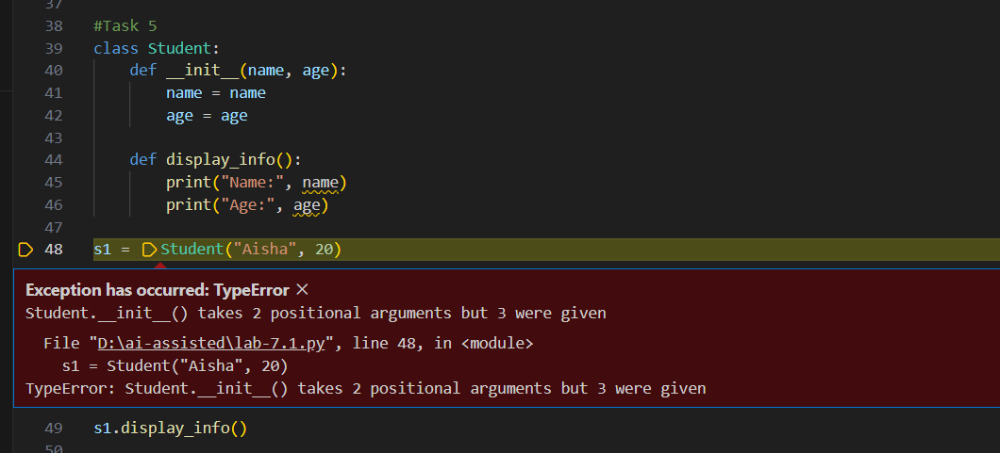 37
38 #Task 5
39 class Student:
40     def __init__(name, age):
41         name = name
42         age = age
43
44     def display_info():
45         print("Name:", name)
46         print("Age:", age)
47
48 s1 = Student("Aisha", 20)
Exception has occurred: TypeError ×
Student.__init__() takes 2 positional arguments but 3 were given
  File "D:\ai-assisted\lab-7.1.py", line 48, in <module>
    s1 = Student("Aisha", 20)
TypeError: Student.__init__() takes 2 positional arguments but 3 were given
49 s1.display_info()
50